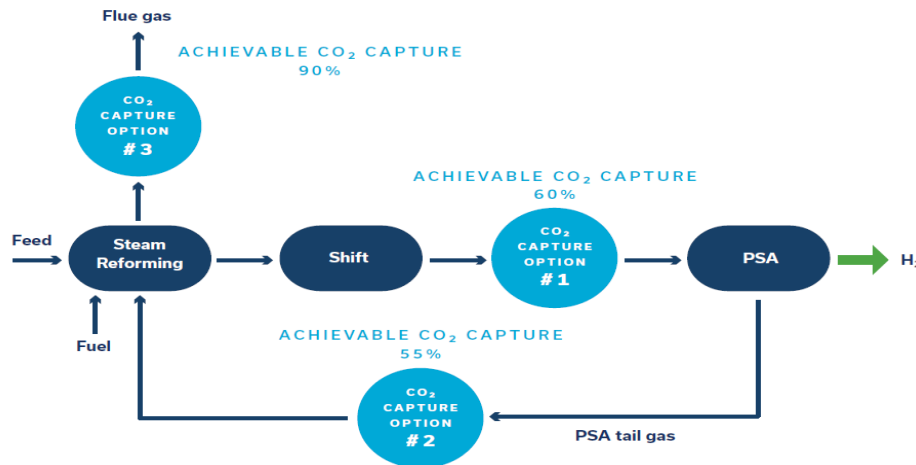 Flue gas
ACHIEVABLE CO₂ CAPTURE
90%
CO₂
CAPTURE
OPTION
#3
ACHIEVABLE CO₂ CAPTURE
60%
Feed
Steam
Reforming
Shift
CO₂
CAPTURE
OPTION
#1
PSA
H₂
Fuel
ACHIEVABLE CO₂ CAPTURE
55%
CO₂
CAPTURE
OPTION
#2
PSA tail gas